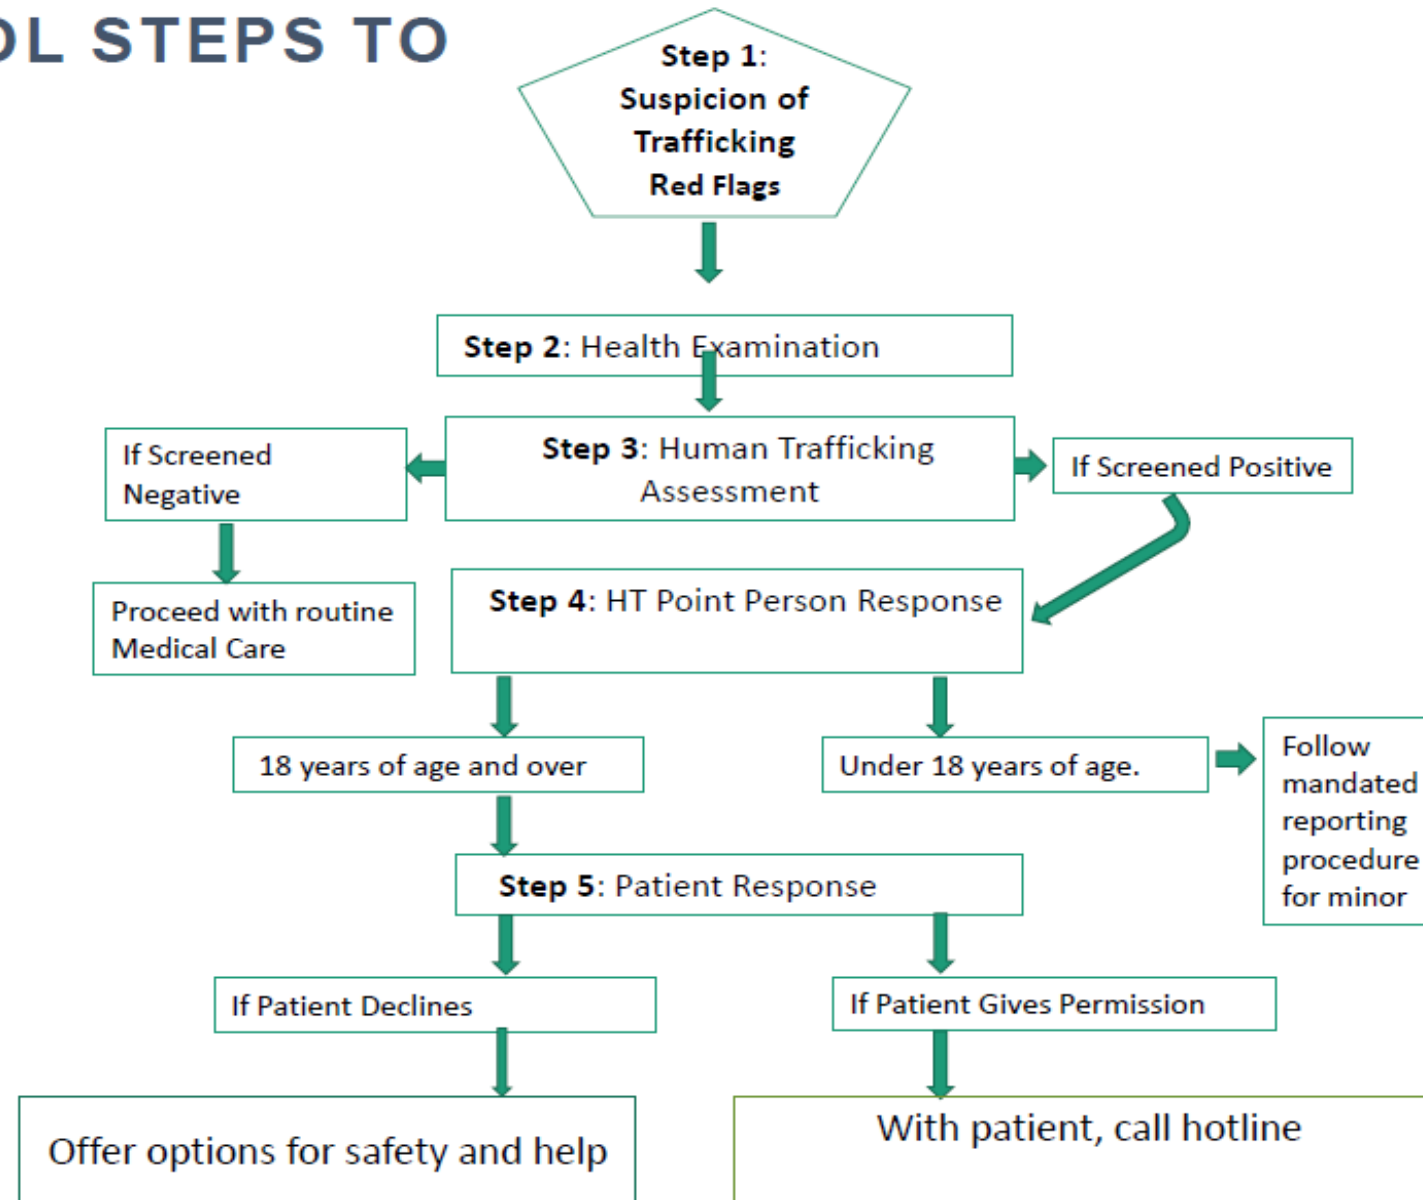 OL STEPS TO
Step 1:
Suspicion of
Trafficking
Red Flags
Step 2: Health Examination
Step 3: Human Trafficking
Assessment
If Screened
Negative
If Screened Positive
Proceed with routine
Medical Care
Step 4: HT Point Person Response
18 years of age and over
Under 18 years of age.
Follow
mandated
reporting
procedure
for minor
Step 5: Patient Response
If Patient Declines
If Patient Gives Permission
Offer options for safety and help
With patient, call hotline